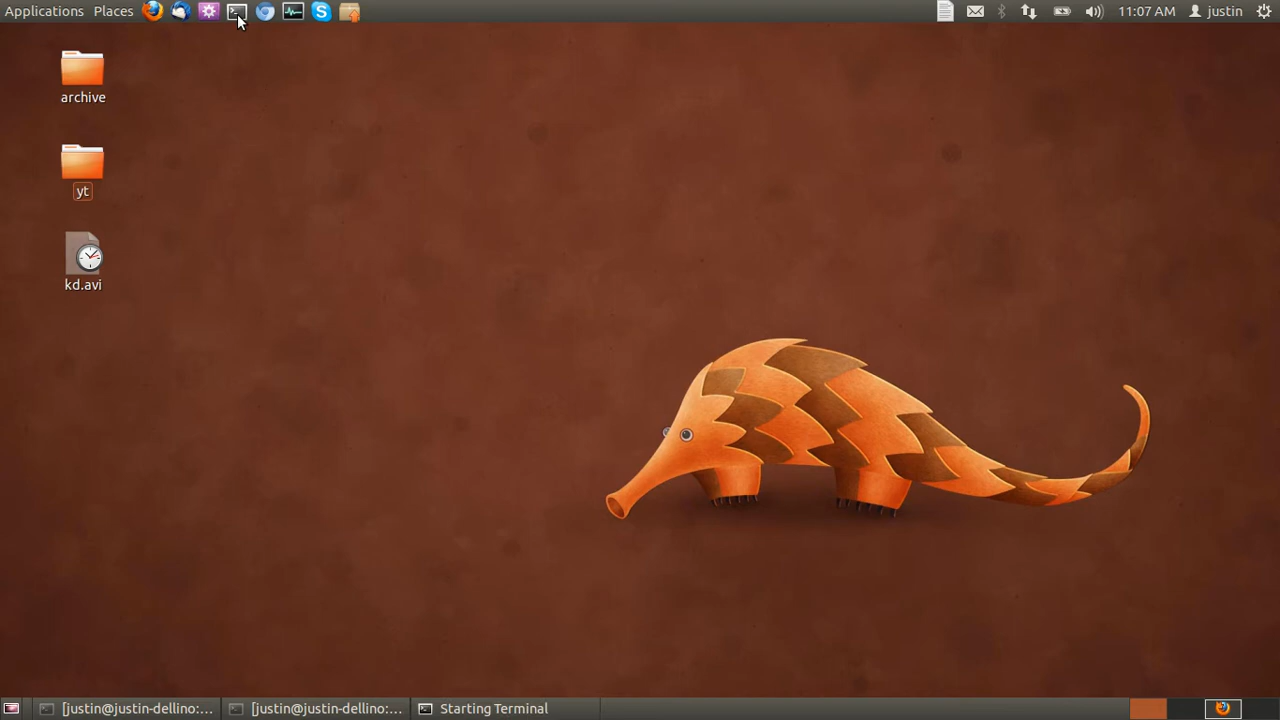 Applications Places 11:07 AM justin
archive
yt
kd.avi
[justin@justin-dellino:... [justin@justin-dellino:... Starting Terminal